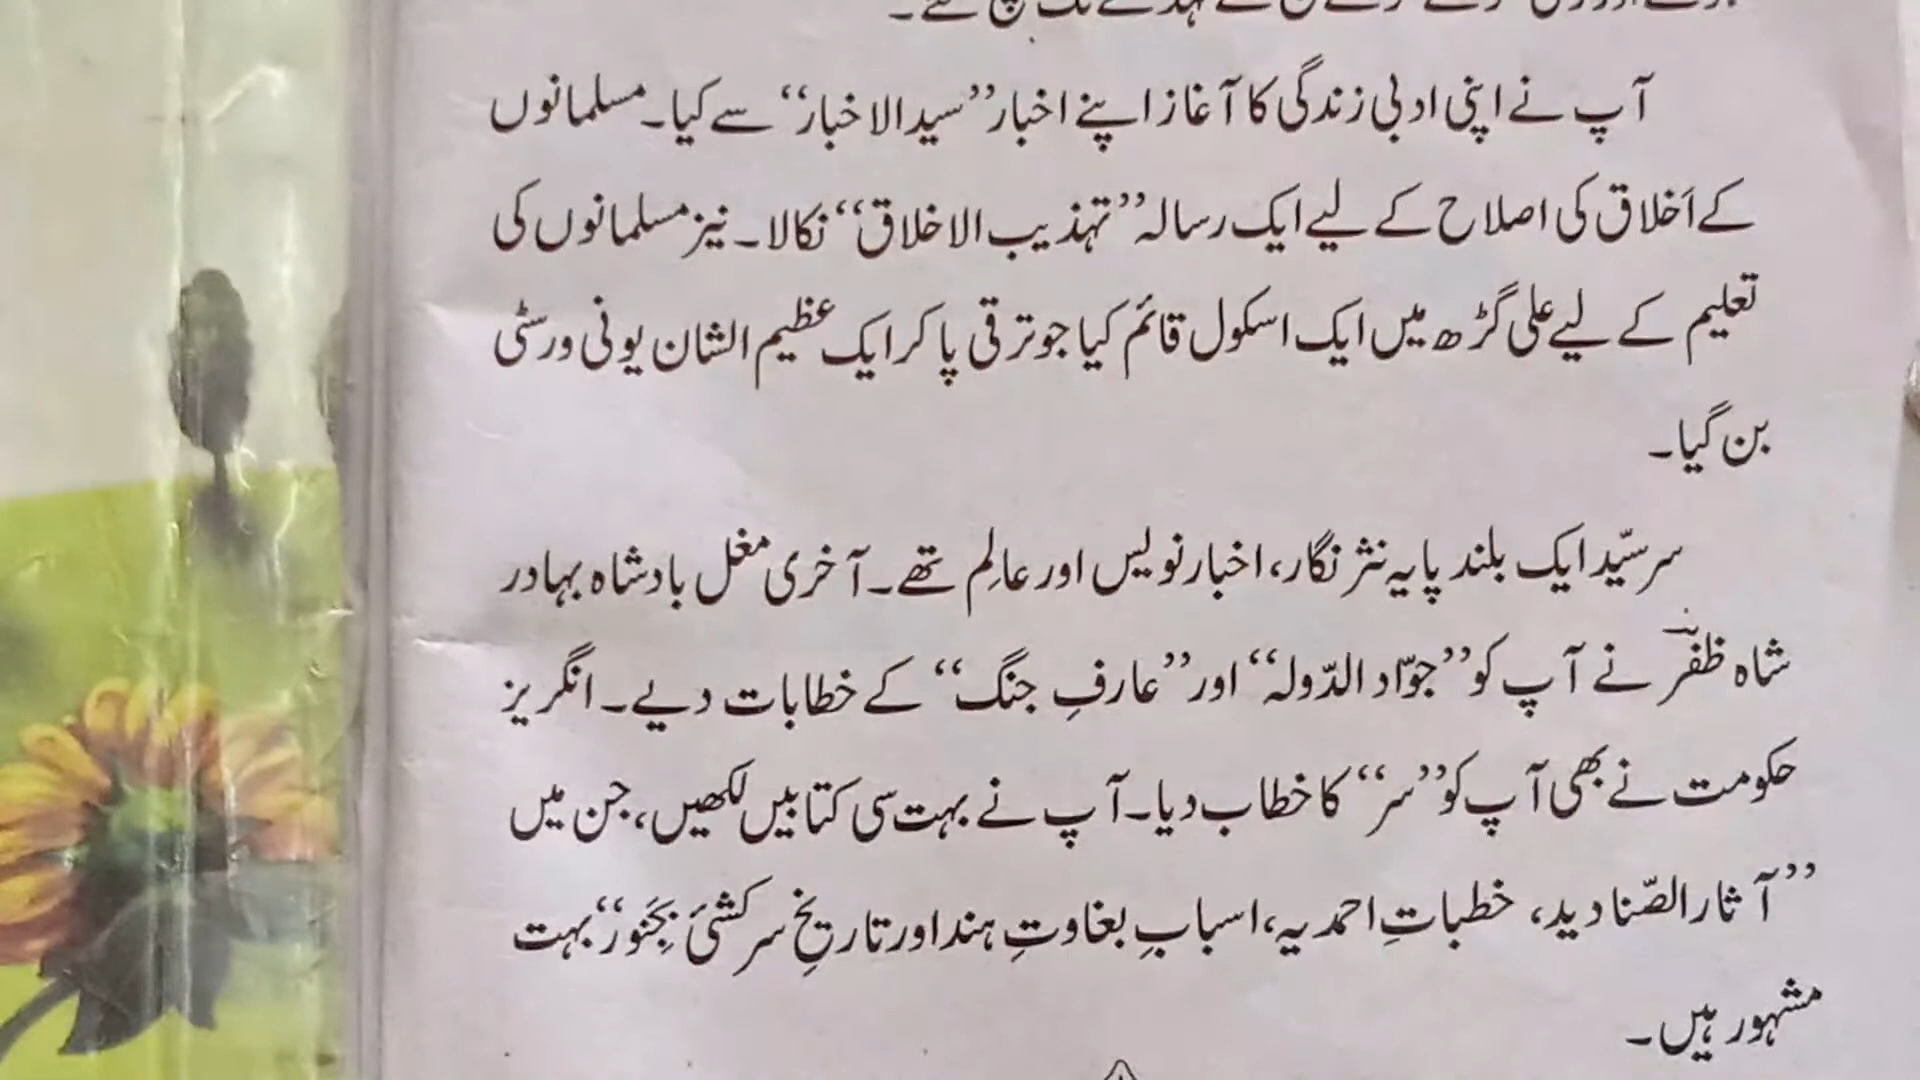 آپ نے اپنی ادبی زندگی کا آغاز اپنے اخبار ”سید الاخبار“ سے کیا۔ مسلمانوں
کے اَخلاق کی اصلاح کے لیے ایک رسالہ ”تہذیب الاخلاق“ نکالا۔ نیز مسلمانوں کی
تعلیم کے لیے علی گڑھ میں ایک اسکول قائم کیا جو ترقی پا کر ایک عظیم الشان یونی ورسٹی
بن گیا۔
سر سیّد ایک بلند پایہ نثر نگار، اخبار نویس اور عالِم تھے۔ آخری مغل بادشاہ بہادر
شاہ ظفرؔ نے آپ کو ”جوّاد الدّولہ“ اور ”عارفِ جنگ“ کے خطابات دیے۔ انگریز
حکومت نے بھی آپ کو ”سر“ کا خطاب دیا۔ آپ نے بہت سی کتابیں لکھیں، جن میں
”آثار الصّنادید، خطباتِ احمدیہ، اسبابِ بغاوتِ ہند اور تاریخِ سرکشیٔ بِجَنور“ بہت
مشہور ہیں۔